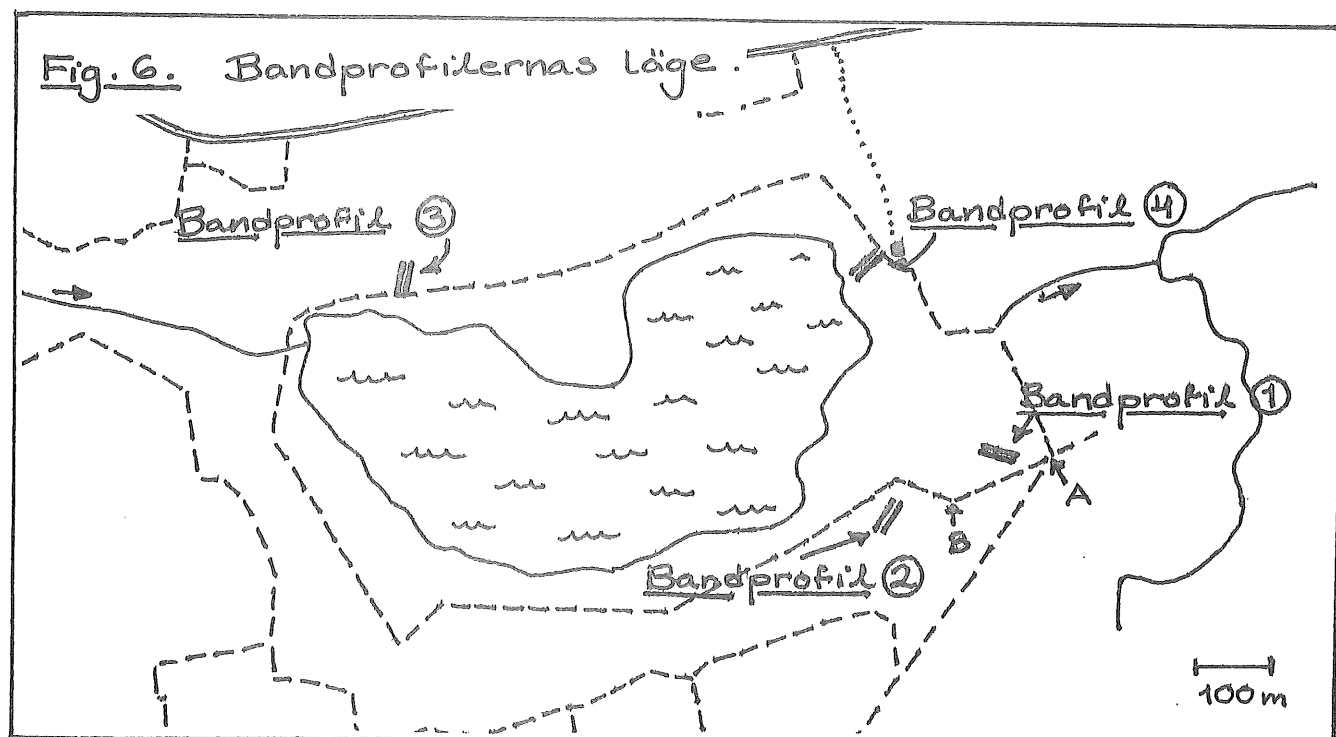 Fig. 6. Bandprofilernas läge.
Bandprofil ③
Bandprofil ④
Bandprofil ①
A
B
Bandprofil ②
100 m